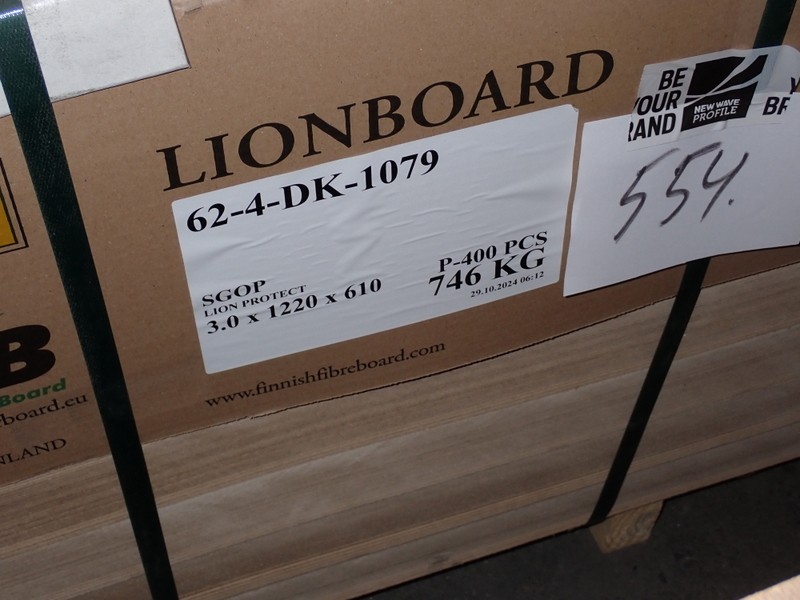 LIONBOARD
62-4-DK-1079
SGOP
LION PROTECT
3.0 x 1220 x 610
P-400 PCS
746 KG
29.10.2024 06:12
www.finnishfibreboard.com
BE
YOUR
RAND
NEW WAVE
PROFILE
BR
554.
B
Board
board.eu
NLAND